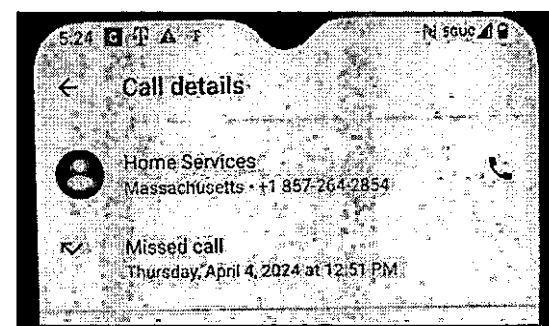 5:24
Call details
Home Services
Massachusetts • +1 857-264-2854
Missed call
Thursday, April 4, 2024 at 12:51 PM